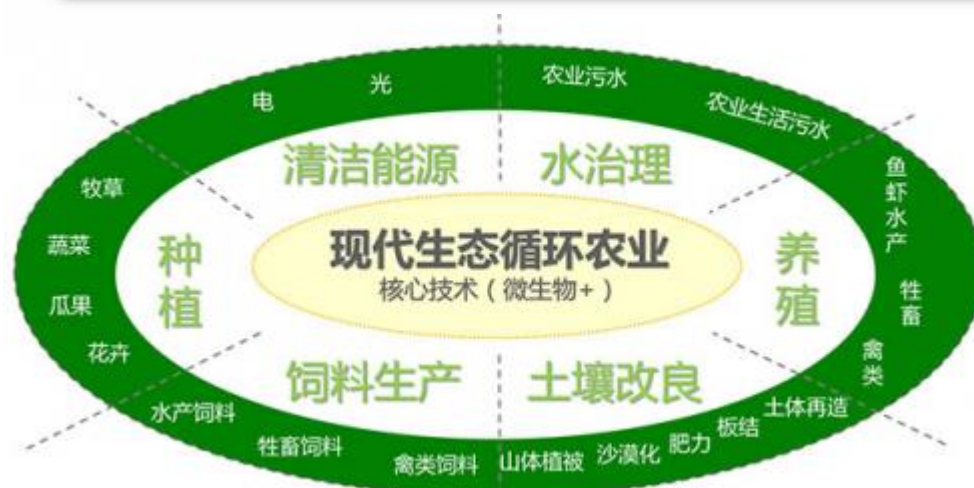 电
光
农业污水
农业生活污水
清洁能源
水治理
牧草
蔬菜
瓜果
花卉
种植
现代生态循环农业
核心技术（微生物+）
养殖
鱼虾水产
牲畜
禽类
饲料生产
土壤改良
水产饲料
牲畜饲料
禽类饲料
山体植被
沙漠化
肥力
板结
土体再造